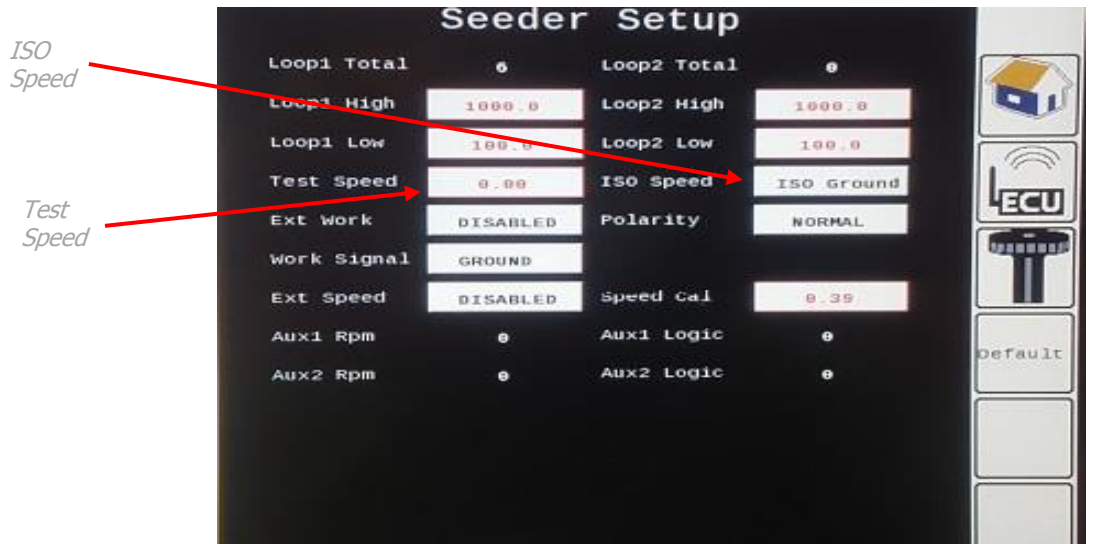 Seeder Setup
ISO
Speed
Loop1 Total 6 Loop2 Total 0
Loop1 High 1000.0 Loop2 High 1000.0
Loop1 Low 100.0 Loop2 Low 100.0
Test Speed 0.00 ISO Speed ISO Ground
ECU
Test
Speed
Ext Work DISABLED Polarity NORMAL
Work Signal GROUND
Ext Speed DISABLED Speed Cal 0.39
Aux1 Rpm 0 Aux1 Logic 0
Default
Aux2 Rpm 0 Aux2 Logic 0